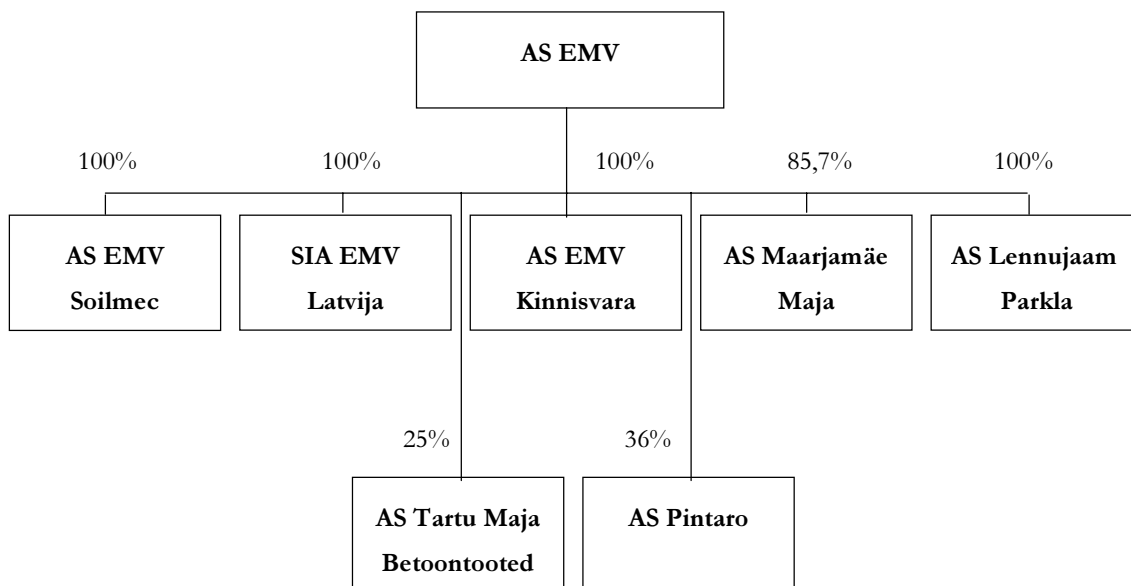 AS EMV
100%
100%
100%
85,7%
100%
AS EMV
Soilmec
SIA EMV
Latvija
AS EMV
Kinnisvara
AS Maarjamäe
Maja
AS Lennujaam
Parkla
25%
36%
AS Tartu Maja
Betoontooted
AS Pintaro